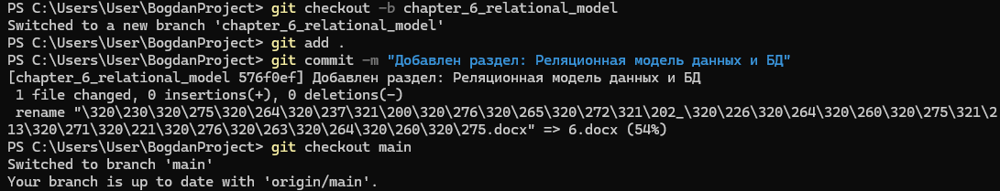 PS C:\Users\User\BogdanProject> git checkout -b chapter_6_relational_model
Switched to a new branch 'chapter_6_relational_model'
PS C:\Users\User\BogdanProject> git add .
PS C:\Users\User\BogdanProject> git commit -m "Добавлен раздел: Реляционная модель данных и БД"
[chapter_6_relational_model 576f0ef] Добавлен раздел: Реляционная модель данных и БД
 1 file changed, 0 insertions(+), 0 deletions(-)
 rename "\320\230\320\275\320\264\320\237\321\200\320\276\320\265\320\272\321\202_\320\226\320\264\320\260\320\275\321\2
13\320\271\320\221\320\276\320\263\320\264\320\260\320\275.docx" => 6.docx (54%)
PS C:\Users\User\BogdanProject> git checkout main
Switched to branch 'main'
Your branch is up to date with 'origin/main'.